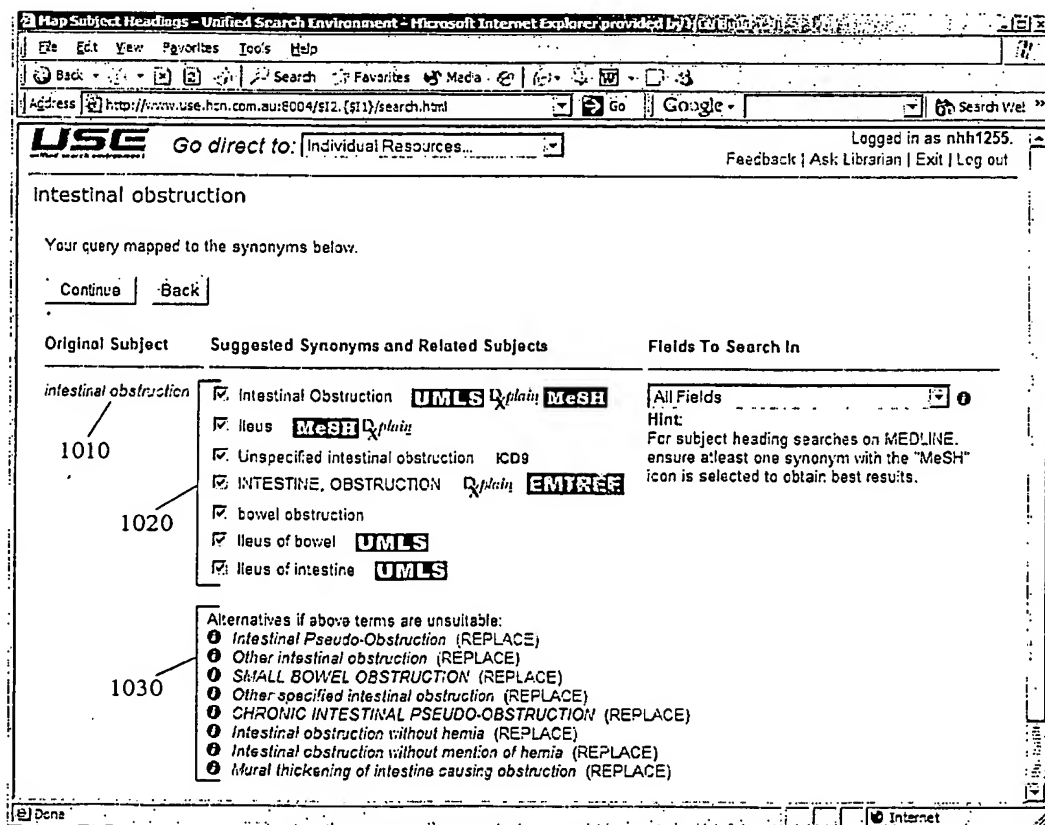 Map Subject Headings - Unified Search Environment - Microsoft Internet Explorer provided by
File Edit View Favorites Tools Help
Back Search Favorites Media
Address http://www.use.hcn.com.au:8004/sI2.{sI1}/search.html Go Google Search Web »
USE Go direct to: Individual Resources... Logged in as nhh1255.
unified search environment Feedback | Ask Librarian | Exit | Log out
intestinal obstruction
Your query mapped to the synonyms below.
Continue Back
Original Subject Suggested Synonyms and Related Subjects Fields To Search In
intestinal obstruction Intestinal Obstruction UMLS DXplain MeSH All Fields
1010 Ileus MeSH DXplain Hint:
Unspecified intestinal obstruction ICD9 For subject heading searches on MEDLINE.
INTESTINE, OBSTRUCTION DXplain EMTREE ensure atleast one synonym with the "MeSH"
1020 bowel obstruction icon is selected to obtain best results.
Ileus of bowel UMLS
Ileus of intestine UMLS
Alternatives if above terms are unsuitable:
Intestinal Pseudo-Obstruction (REPLACE)
Other intestinal obstruction (REPLACE)
SMALL BOWEL OBSTRUCTION (REPLACE)
1030 Other specified intestinal obstruction (REPLACE)
CHRONIC INTESTINAL PSEUDO-OBSTRUCTION (REPLACE)
Intestinal obstruction without hernia (REPLACE)
Intestinal obstruction without mention of hernia (REPLACE)
Mural thickening of intestine causing obstruction (REPLACE)
Done Internet